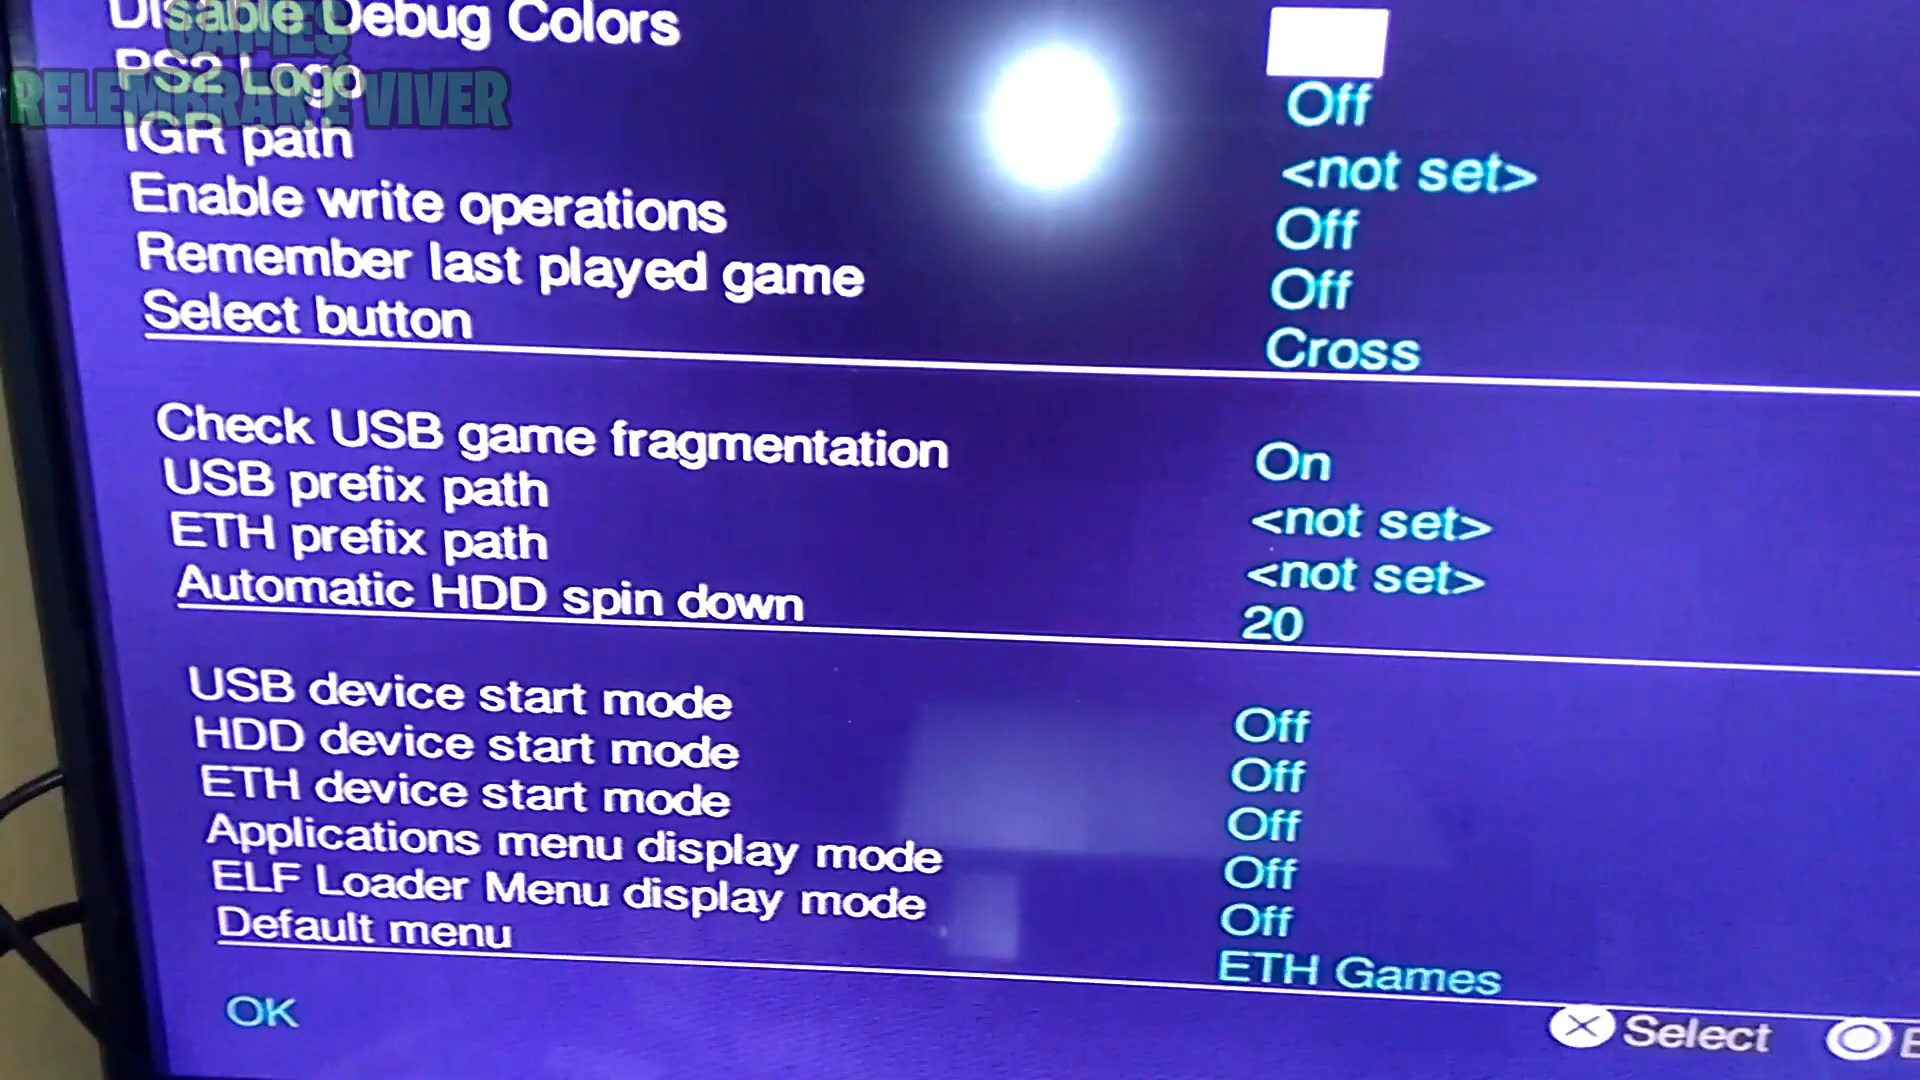 Disable Debug Colors
PS2 Logo Off
IGR path <not set>
Enable write operations Off
Remember last played game Off
Select button Cross
Check USB game fragmentation On
USB prefix path <not set>
ETH prefix path <not set>
Automatic HDD spin down 20
USB device start mode Off
HDD device start mode Off
ETH device start mode Off
Applications menu display mode Off
ELF Loader Menu display mode Off
Default menu ETH Games
OK
Select
GAMES
RELEMBRAR É VIVER